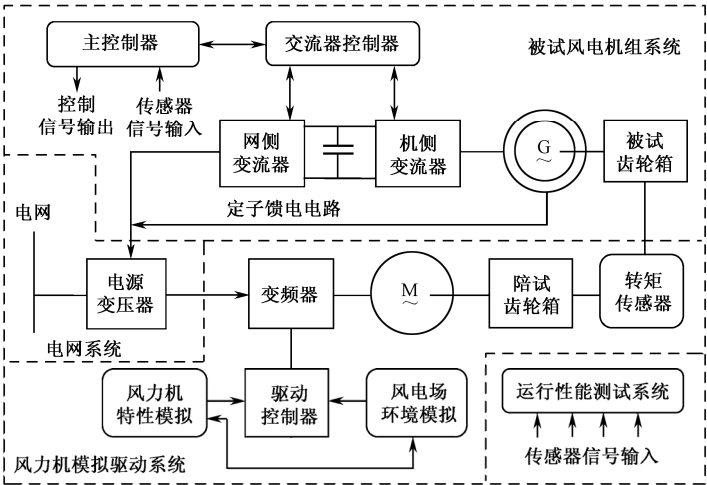 主控制器
交流器控制器
被试风电机组系统
控制
信号输出
传感器
信号输入
网侧
变流器
机侧
变流器
G
~
被试
齿轮箱
定子馈电电路
电网
电源
变压器
电网系统
变频器
M
~
陪试
齿轮箱
转矩
传感器
风力机
特性模拟
驱动
控制器
风电场
环境模拟
运行性能测试系统
传感器信号输入
风力机模拟驱动系统